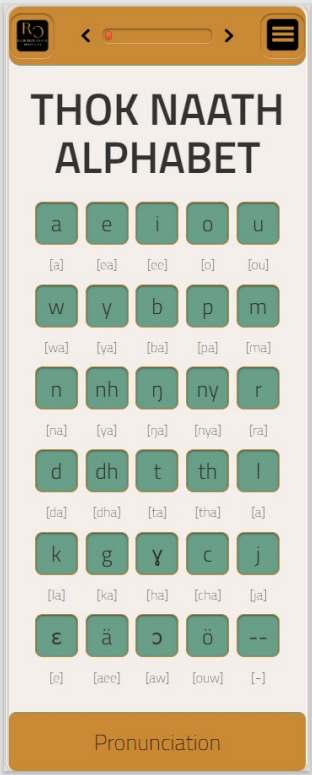 RC
THOK NAATH
ALPHABET
a e i o u
[a] [ea] [ee] [o] [ou]
w y b p m
[wa] [ya] [ba] [pa] [ma]
n nh ŋ ny r
[na] [ya] [ŋa] [nya] [ra]
d dh t th l
[da] [dha] [ta] [tha] [a]
k g ɣ c j
[la] [ka] [ha] [cha] [ja]
ɛ ä ɔ ö --
[e] [aee] [aw] [ouw] [-]
Pronunciation